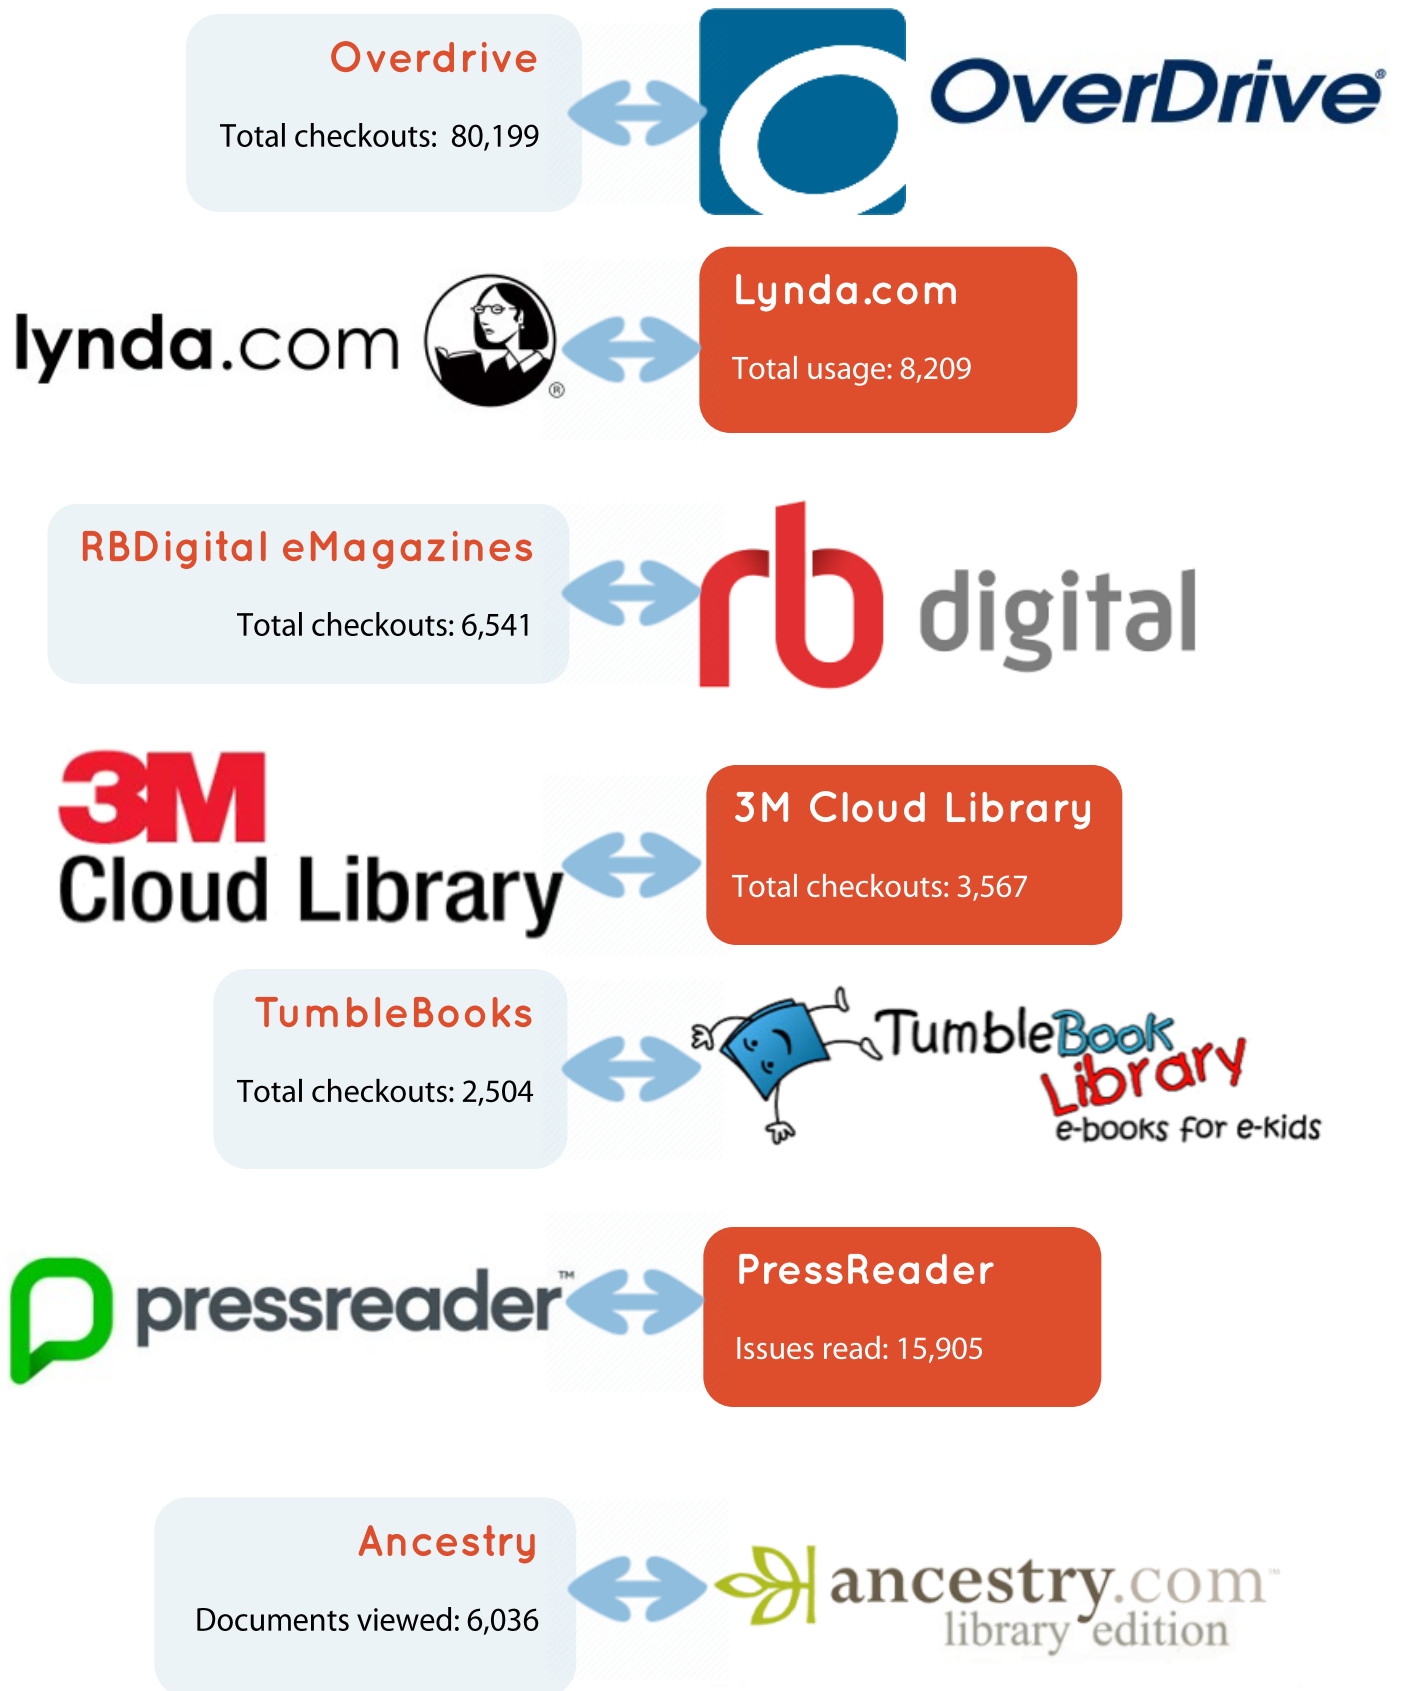 Overdrive
Total checkouts: 80,199
OverDrive®
lynda.com
®
Lynda.com
Total usage: 8,209
RBDigital eMagazines
Total checkouts: 6,541
rb digital
3M
Cloud Library
3M Cloud Library
Total checkouts: 3,567
TumbleBooks
Total checkouts: 2,504
TumbleBook
Library
e-books for e-kids
pressreader™
PressReader
Issues read: 15,905
Ancestry
Documents viewed: 6,036
ancestry.com™
library edition